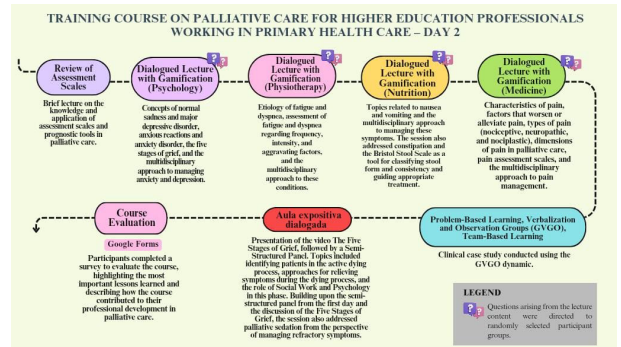 TRAINING COURSE ON PALLIATIVE CARE FOR HIGHER EDUCATION PROFESSIONALS
WORKING IN PRIMARY HEALTH CARE – DAY 2
Review of
Assessment
Scales
Brief lecture on the
knowledge and
application of
assessment scales and
prognostic tools in
palliative care.
Dialogued Lecture
with Gamification
(Psychology)
Concepts of normal
sadness and major
depressive disorder,
anxious reactions and
anxiety disorder, the five
stages of grief, and the
multidisciplinary
approach to managing
anxiety and depression.
Dialogued
Lecture with
Gamification
(Physiotherapy)
Etiology of fatigue and
dyspnea, assessment of
fatigue and dyspnea
regarding frequency,
intensity, and
aggravating factors,
and the
multidisciplinary
approach to these
conditions.
Dialogued
Lecture with
Gamification
(Nutrition)
Topics related to nausea
and vomiting and the
multidisciplinary
approach to managing
these symptoms. The session
also addressed
constipation and
the Bristol Stool Scale as
a tool for classifying
stool form and
consistency and
guiding appropriate
treatment.
Dialogued
Lecture with
Gamification
(Medicine)
Characteristics of pain,
factors that worsen or
alleviate pain, types of pain
(nociceptive, neuropathic,
and nociplastic), dimensions
of pain in palliative care,
pain assessment scales, and
the multidisciplinary
approach to pain
management.
Problem-Based Learning, Verbalization
and Observation Groups (GVGO),
Team-Based Learning
Clinical case study conducted using the
GVGO dynamic.
Aula expositiva
dialogada
Presentation of the video The Five
Stages of Grief, followed by a Semi-
Structured Panel. Topics included
identifying patients in the active dying
process, approaches for relieving
symptoms during the dying process, and
the role of Social Work and Psychology
in this phase. Building upon the semi-
structured panel from the first day and
the discussion of the Five Stages of
Grief, the session also addressed
palliative sedation from the perspective
of managing refractory symptoms.
Course
Evaluation
Google Forms
Participants completed a
survey to evaluate the course,
highlighting the most
important lessons learned and
describing how the course
contributed to their
professional development in
palliative care.
LEGEND
Questions arising from the lecture
content were directed to
randomly selected participant
groups.